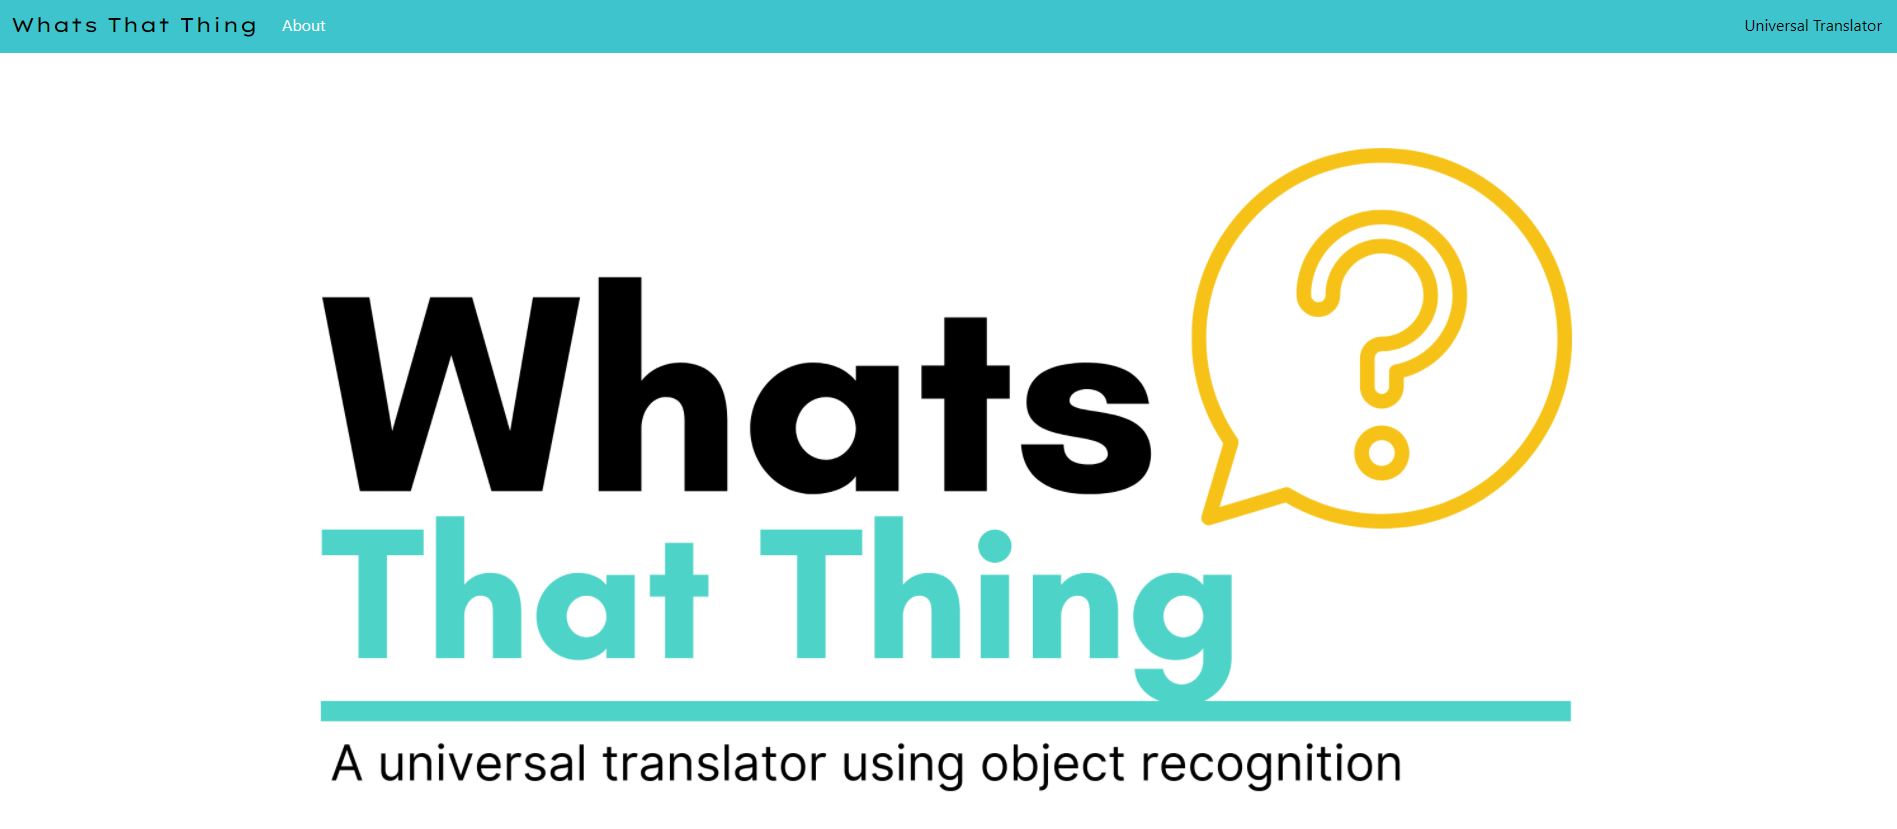 Whats That Thing About Universal Translator
Whats
That Thing
A universal translator using object recognition